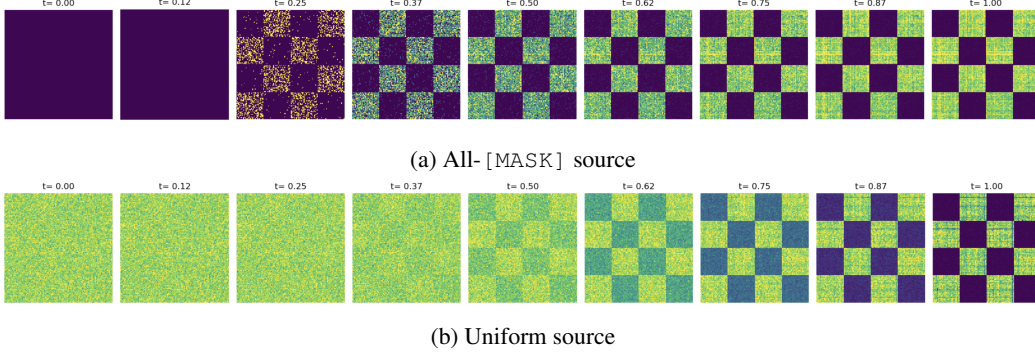 t= 0.00 t= 0.12 t= 0.25 t= 0.37 t= 0.50 t= 0.62 t= 0.75 t= 0.87 t= 1.00
(a) All-[MASK] source
t= 0.00 t= 0.12 t= 0.25 t= 0.37 t= 0.50 t= 0.62 t= 0.75 t= 0.87 t= 1.00
(b) Uniform source